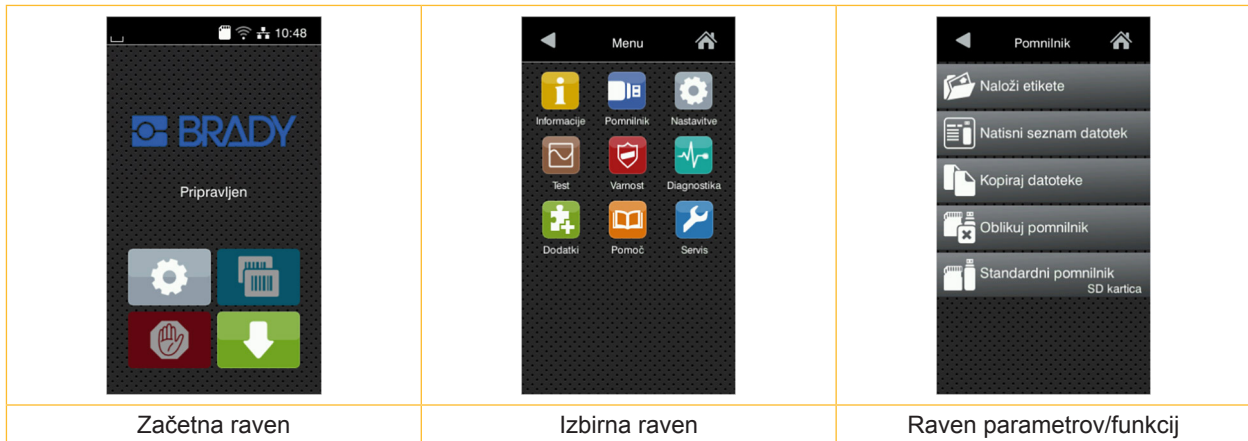 10:48
BRADY
Pripravljen
Začetna raven
Menu
Informacije Pomnilnik Nastavitve
Test Varnost Diagnostika
Dodatki Pomoč Servis
Izbirna raven
Pomnilnik
Naloži etikete
Natisni seznam datotek
Kopiraj datoteke
Oblikuj pomnilnik
Standardni pomnilnik
SD kartica
Raven parametrov/funkcij